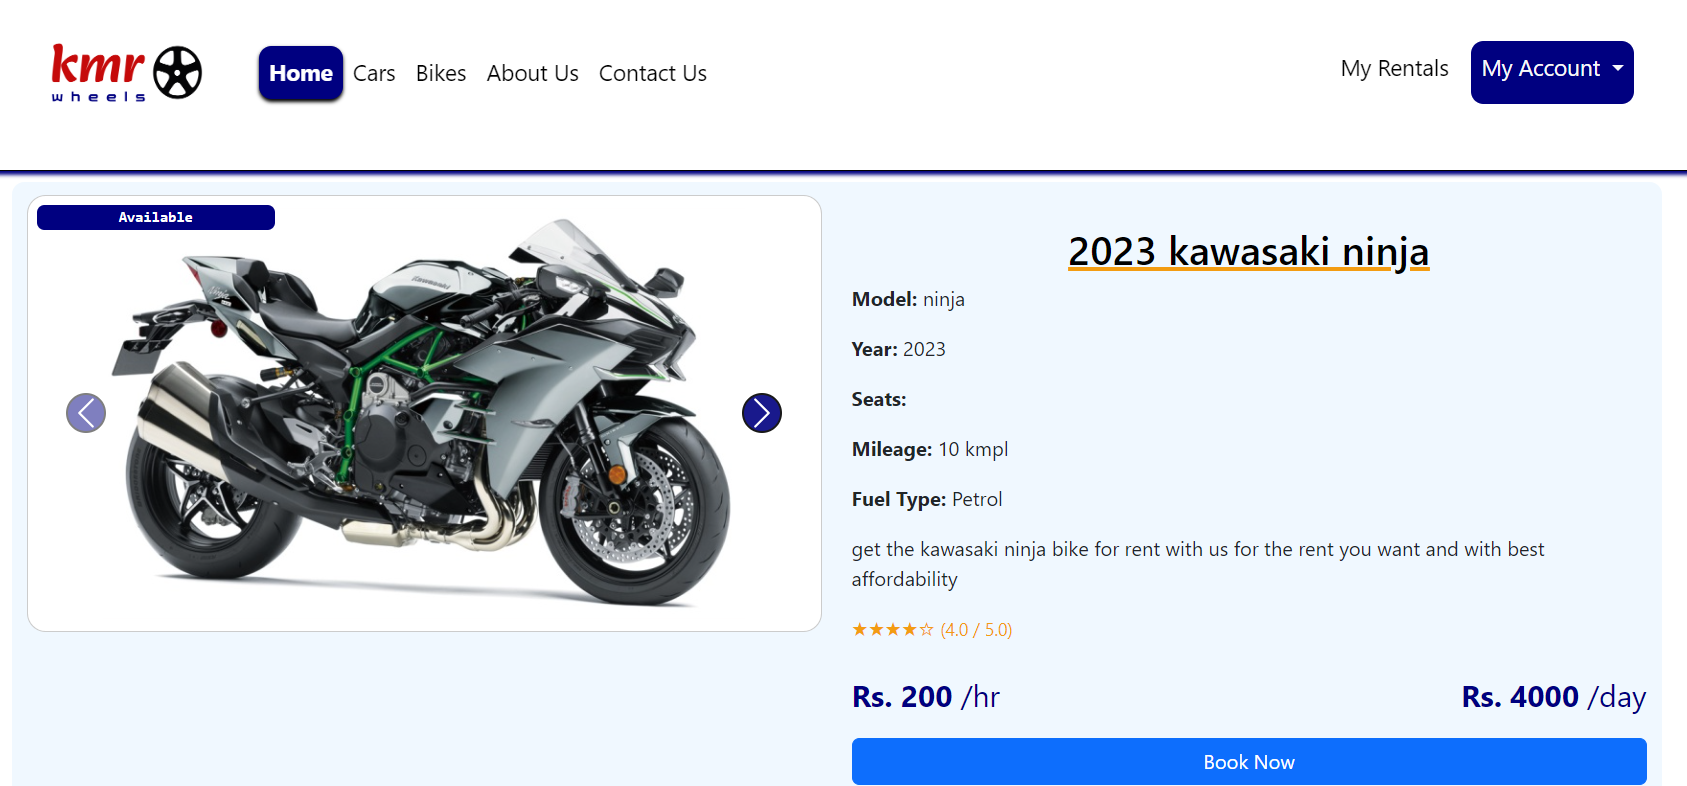 kmr
wheels
Home Cars Bikes About Us Contact Us My Rentals My Account
Available
Kawasaki
2023 kawasaki ninja
Model: ninja
Year: 2023
Seats:
Mileage: 10 kmpl
Fuel Type: Petrol
get the kawasaki ninja bike for rent with us for the rent you want and with best
affordability
★★★★☆ (4.0 / 5.0)
Rs. 200 /hr Rs. 4000 /day
Book Now